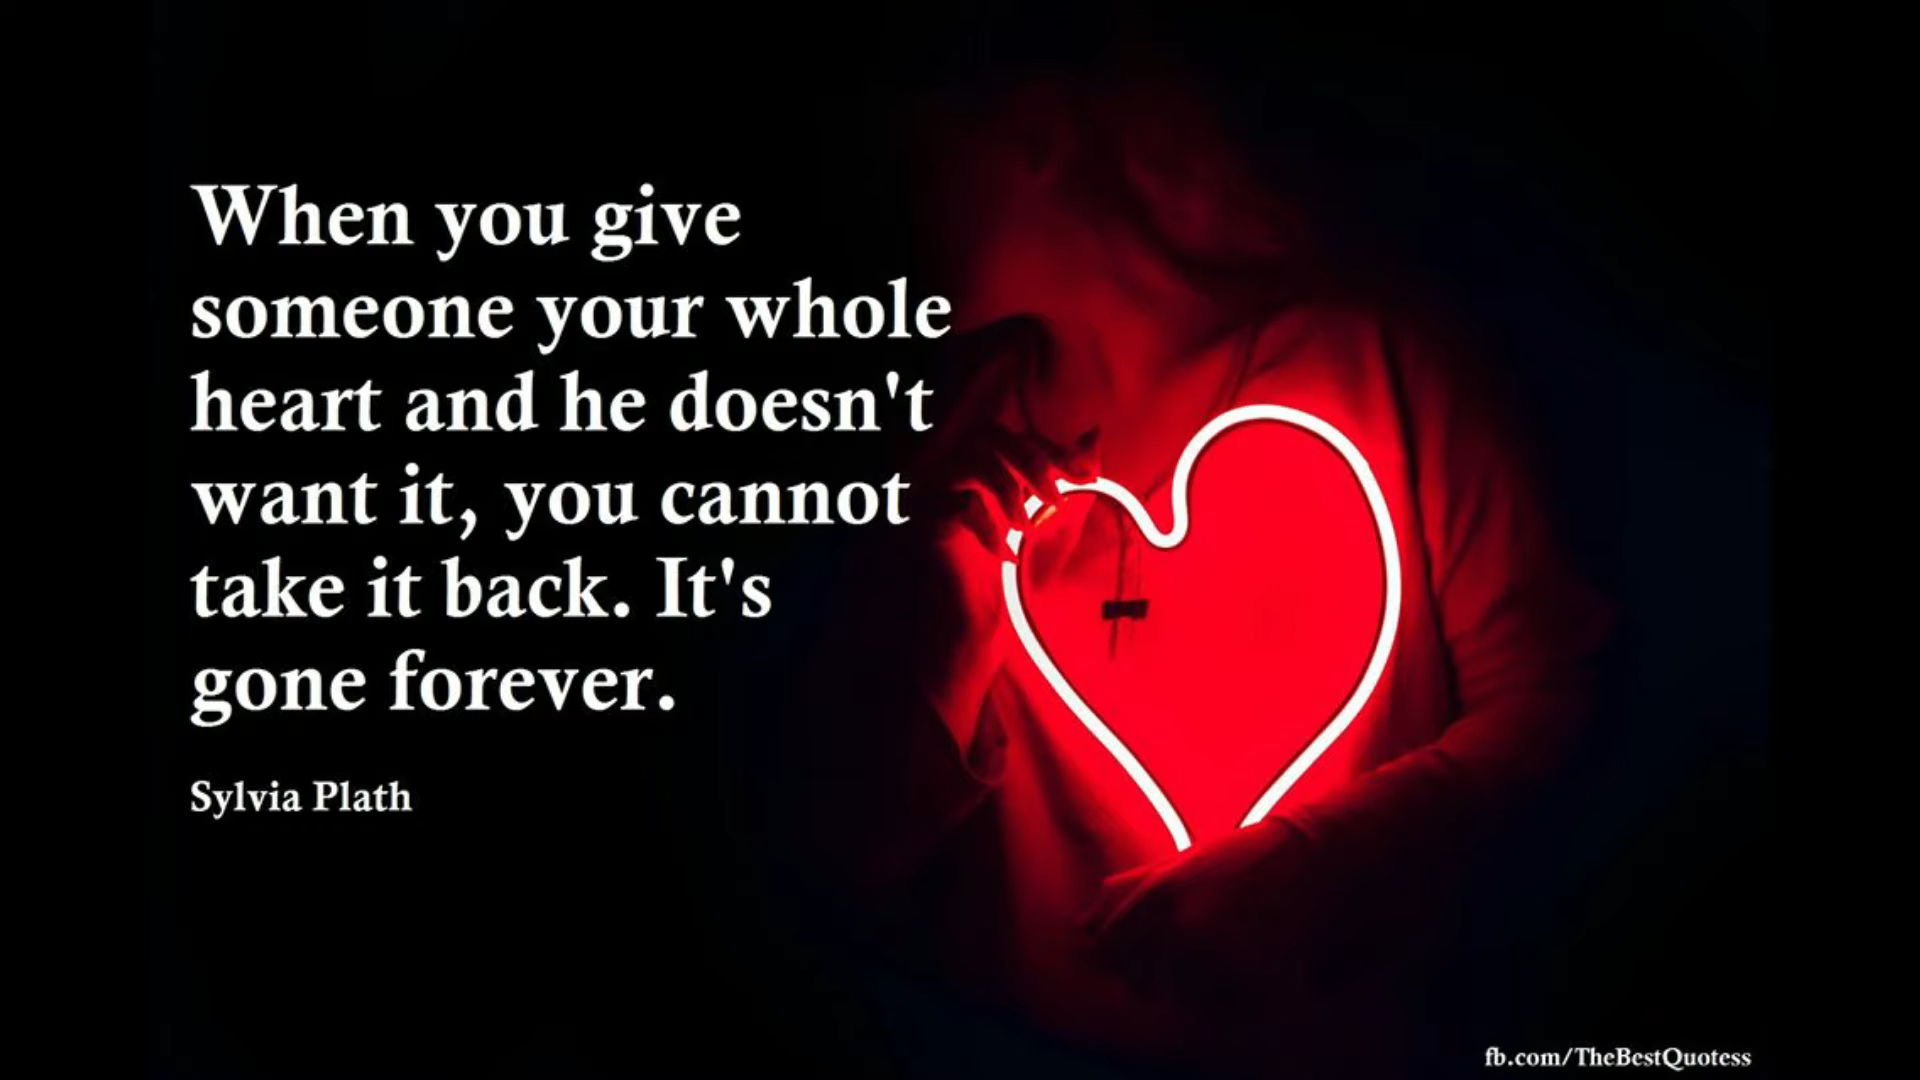 When you give
someone your whole
heart and he doesn't
want it, you cannot
take it back. It's
gone forever.
Sylvia Plath
fb.com/TheBestQuotess